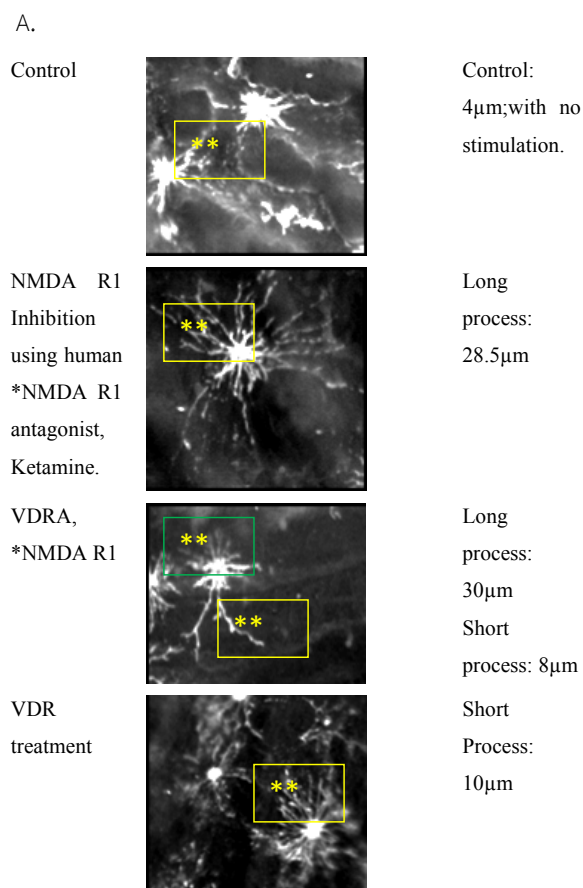 A.
Control
**
Control:
4µm;with no
stimulation.
NMDA R1
Inhibition
using human
*NMDA R1
antagonist,
Ketamine.
**
Long
process:
28.5µm
VDRA,
*NMDA R1
**
**
Long
process:
30µm
Short
process: 8µm
VDR
treatment
**
Short
Process:
10µm